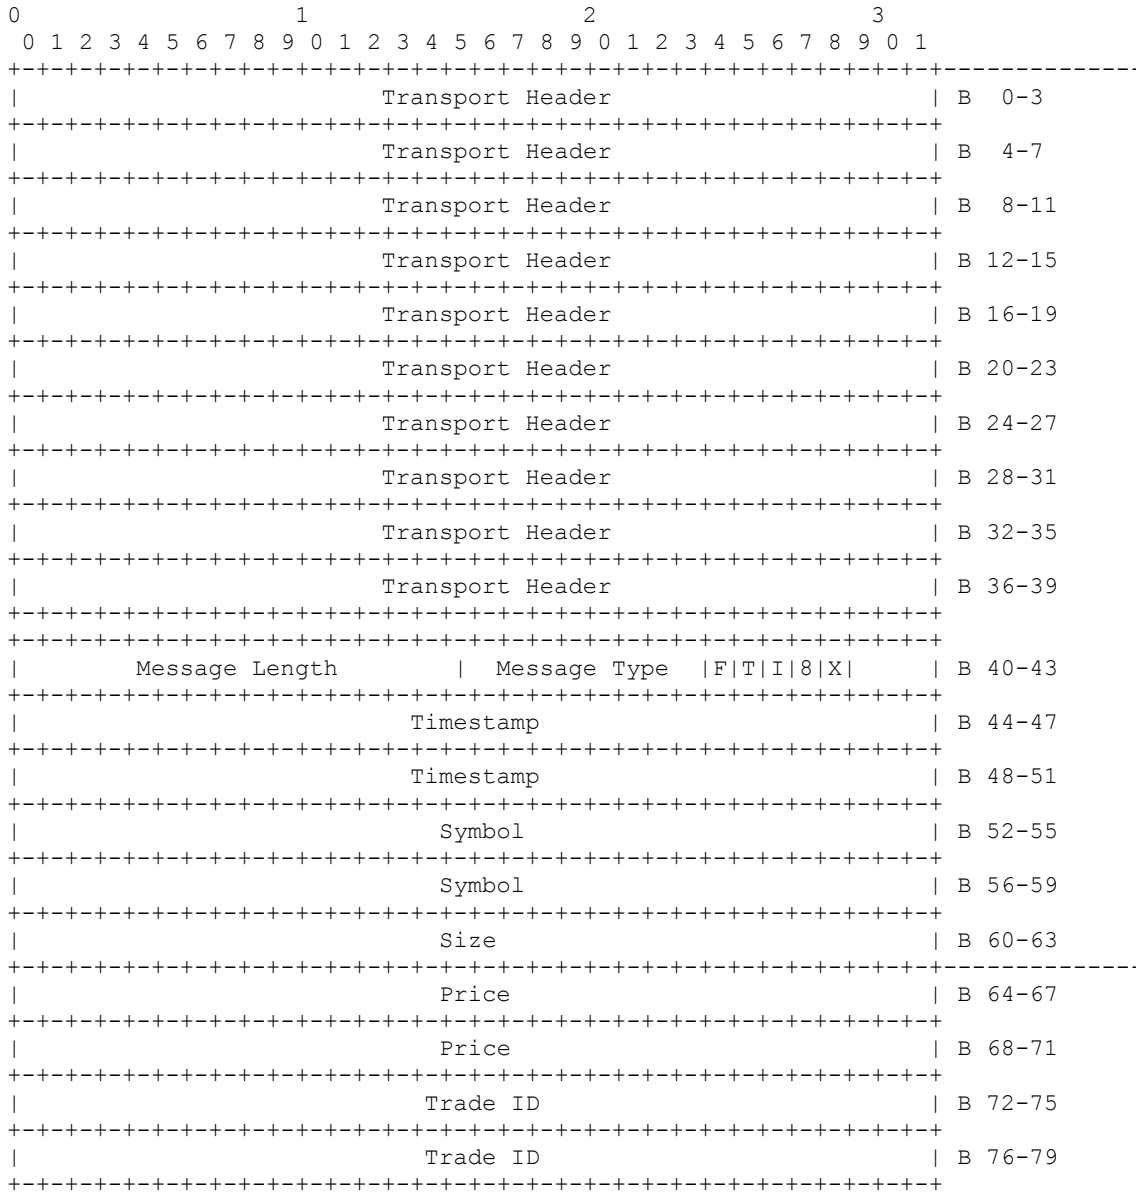 0                   1                   2                   3
 0 1 2 3 4 5 6 7 8 9 0 1 2 3 4 5 6 7 8 9 0 1 2 3 4 5 6 7 8 9 0 1
+-+-+-+-+-+-+-+-+-+-+-+-+-+-+-+-+-+-+-+-+-+-+-+-+-+-+-+-+-+-+-+-+--------------
|                         Transport Header                      | B   0-3
+-+-+-+-+-+-+-+-+-+-+-+-+-+-+-+-+-+-+-+-+-+-+-+-+-+-+-+-+-+-+-+-+
|                         Transport Header                      | B   4-7
+-+-+-+-+-+-+-+-+-+-+-+-+-+-+-+-+-+-+-+-+-+-+-+-+-+-+-+-+-+-+-+-+
|                         Transport Header                      | B   8-11
+-+-+-+-+-+-+-+-+-+-+-+-+-+-+-+-+-+-+-+-+-+-+-+-+-+-+-+-+-+-+-+-+
|                         Transport Header                      | B 12-15
+-+-+-+-+-+-+-+-+-+-+-+-+-+-+-+-+-+-+-+-+-+-+-+-+-+-+-+-+-+-+-+-+
|                         Transport Header                      | B 16-19
+-+-+-+-+-+-+-+-+-+-+-+-+-+-+-+-+-+-+-+-+-+-+-+-+-+-+-+-+-+-+-+-+
|                         Transport Header                      | B 20-23
+-+-+-+-+-+-+-+-+-+-+-+-+-+-+-+-+-+-+-+-+-+-+-+-+-+-+-+-+-+-+-+-+
|                         Transport Header                      | B 24-27
+-+-+-+-+-+-+-+-+-+-+-+-+-+-+-+-+-+-+-+-+-+-+-+-+-+-+-+-+-+-+-+-+
|                         Transport Header                      | B 28-31
+-+-+-+-+-+-+-+-+-+-+-+-+-+-+-+-+-+-+-+-+-+-+-+-+-+-+-+-+-+-+-+-+
|                         Transport Header                      | B 32-35
+-+-+-+-+-+-+-+-+-+-+-+-+-+-+-+-+-+-+-+-+-+-+-+-+-+-+-+-+-+-+-+-+
|                         Transport Header                      | B 36-39
+-+-+-+-+-+-+-+-+-+-+-+-+-+-+-+-+-+-+-+-+-+-+-+-+-+-+-+-+-+-+-+-+
+-+-+-+-+-+-+-+-+-+-+-+-+-+-+-+-+-+-+-+-+-+-+-+-+-+-+-+-+-+-+-+-+
|        Message Length        |  Message Type  |F|T|I|8|X|     | B 40-43
+-+-+-+-+-+-+-+-+-+-+-+-+-+-+-+-+-+-+-+-+-+-+-+-+-+-+-+-+-+-+-+-+
|                           Timestamp                           | B 44-47
+-+-+-+-+-+-+-+-+-+-+-+-+-+-+-+-+-+-+-+-+-+-+-+-+-+-+-+-+-+-+-+-+
|                           Timestamp                           | B 48-51
+-+-+-+-+-+-+-+-+-+-+-+-+-+-+-+-+-+-+-+-+-+-+-+-+-+-+-+-+-+-+-+-+
|                             Symbol                            | B 52-55
+-+-+-+-+-+-+-+-+-+-+-+-+-+-+-+-+-+-+-+-+-+-+-+-+-+-+-+-+-+-+-+-+
|                             Symbol                            | B 56-59
+-+-+-+-+-+-+-+-+-+-+-+-+-+-+-+-+-+-+-+-+-+-+-+-+-+-+-+-+-+-+-+-+
|                             Size                              | B 60-63
+-+-+-+-+-+-+-+-+-+-+-+-+-+-+-+-+-+-+-+-+-+-+-+-+-+-+-+-+-+-+-+-+--------------
|                             Price                             | B 64-67
+-+-+-+-+-+-+-+-+-+-+-+-+-+-+-+-+-+-+-+-+-+-+-+-+-+-+-+-+-+-+-+-+
|                             Price                             | B 68-71
+-+-+-+-+-+-+-+-+-+-+-+-+-+-+-+-+-+-+-+-+-+-+-+-+-+-+-+-+-+-+-+-+
|                            Trade ID                           | B 72-75
+-+-+-+-+-+-+-+-+-+-+-+-+-+-+-+-+-+-+-+-+-+-+-+-+-+-+-+-+-+-+-+-+
|                            Trade ID                           | B 76-79
+-+-+-+-+-+-+-+-+-+-+-+-+-+-+-+-+-+-+-+-+-+-+-+-+-+-+-+-+-+-+-+-+